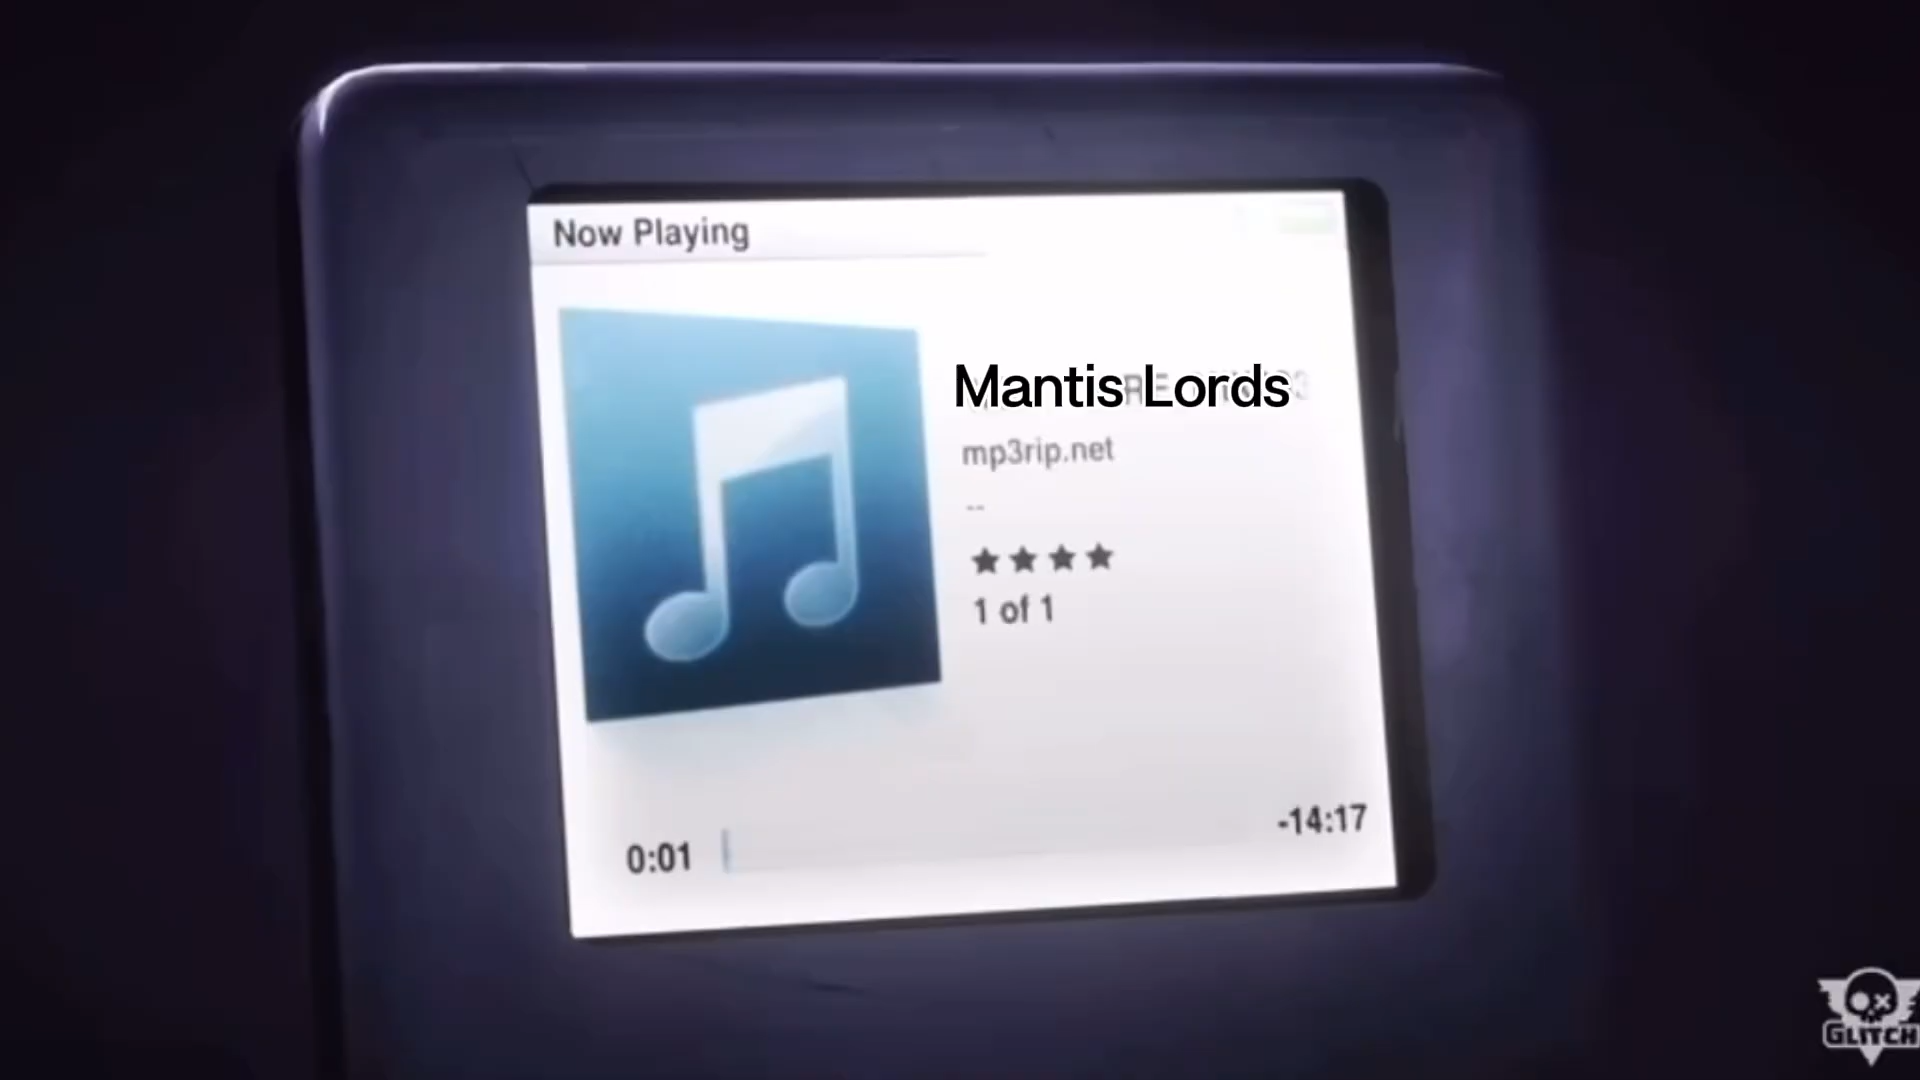 Now Playing
Mantis Lords
mp3rip.net
--
★★★★
1 of 1
0:01
-14:17
GLITCH